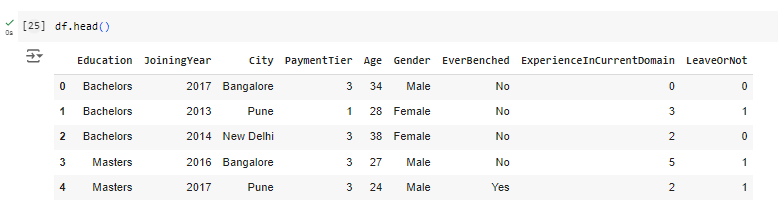 [25] df.head()
0s
Education JoiningYear City PaymentTier Age Gender EverBenched ExperienceInCurrentDomain LeaveOrNot
0 Bachelors 2017 Bangalore 3 34 Male No 0 0
1 Bachelors 2013 Pune 1 28 Female No 3 1
2 Bachelors 2014 New Delhi 3 38 Female No 2 0
3 Masters 2016 Bangalore 3 27 Male No 5 1
4 Masters 2017 Pune 3 24 Male Yes 2 1